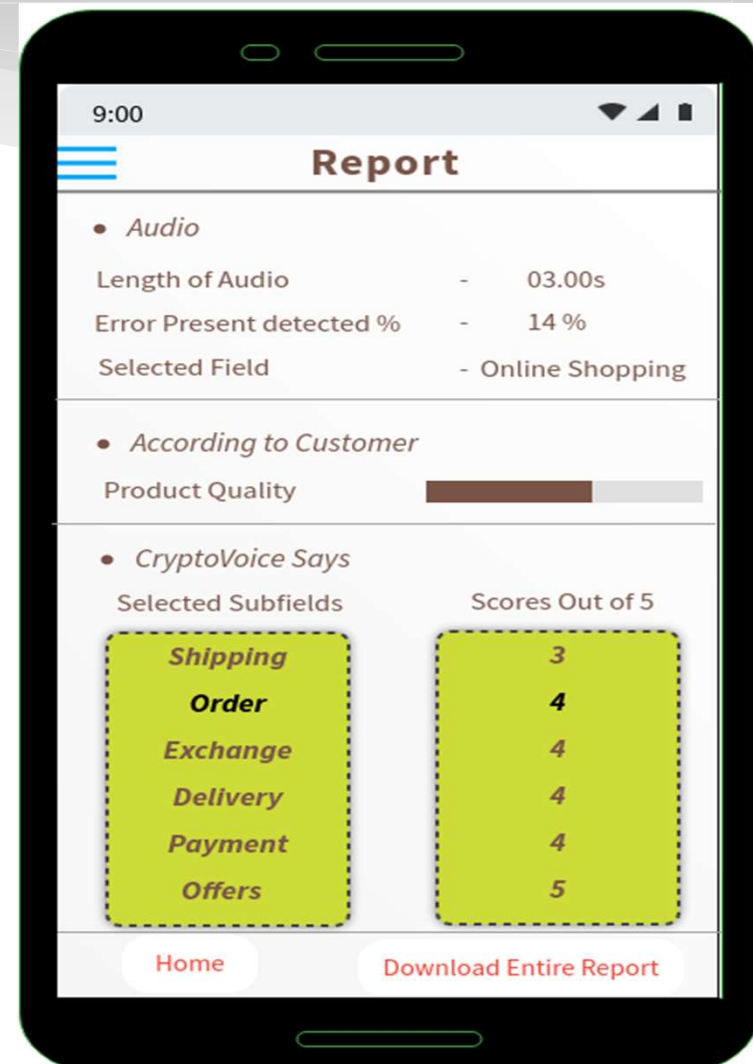 9:00
Report
• Audio
Length of Audio - 03.00s
Error Present detected % - 14 %
Selected Field - Online Shopping
• According to Customer
Product Quality
• CryptoVoice Says
Selected Subfields Scores Out of 5
Shipping 3
Order 4
Exchange 4
Delivery 4
Payment 4
Offers 5
Home Download Entire Report